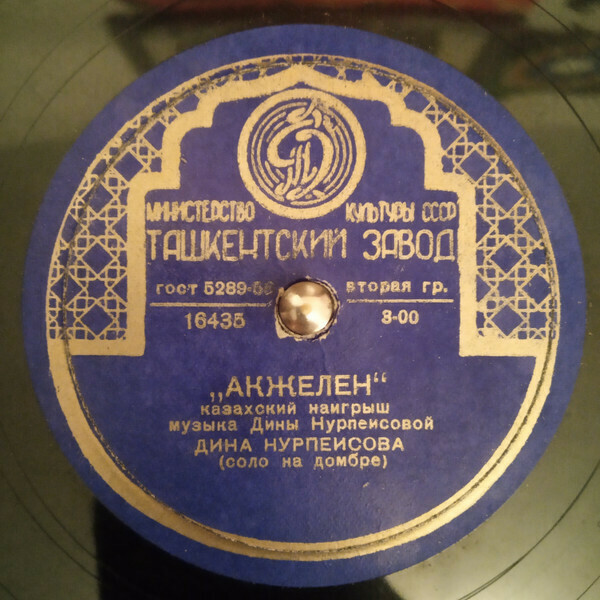 МИНИСТЕРСТВО КУЛЬТУРЫ СССР
ТАШКЕНТСКИЙ ЗАВОД
гост 5289-56 вторая гр.
16435 3-00
„АКЖЕЛЕН“
казахский наигрыш
музыка Дины Нурпеисовой
ДИНА НУРПЕИСОВА
(соло на домбре)